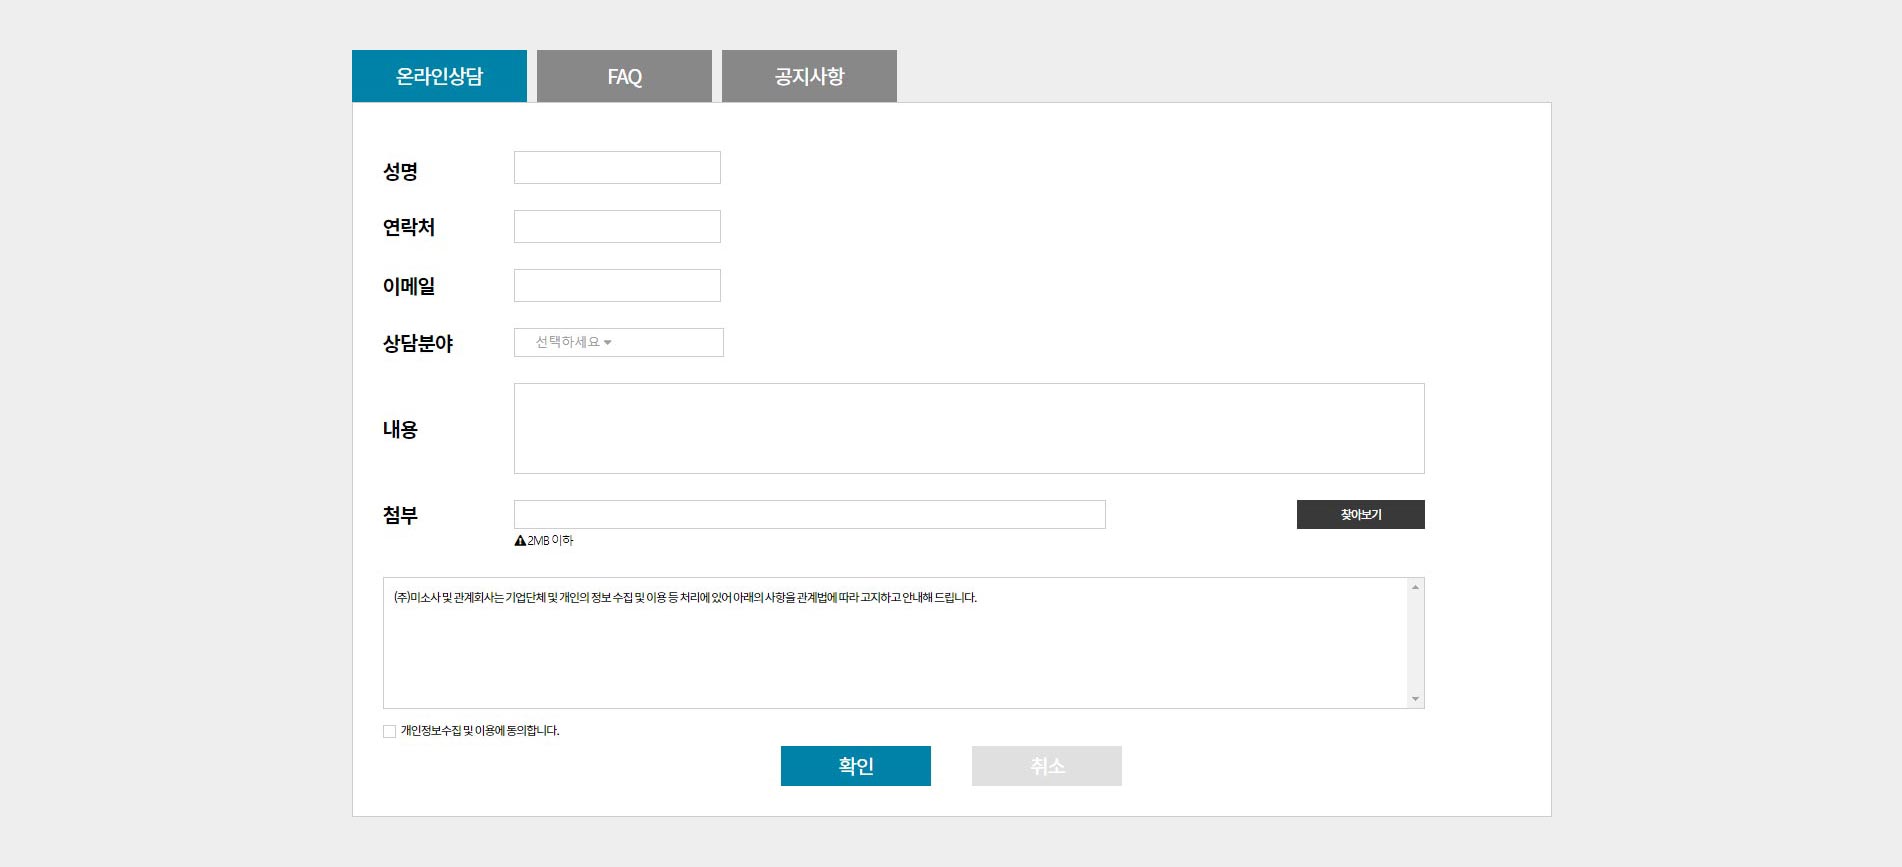 온라인상담
FAQ
공지사항
성명
연락처
이메일
상담분야
선택하세요
내용
첨부
찾아보기
2MB 이하
(주)미소사 및 관계회사는 기업단체 및 개인의 정보 수집 및 이용 등 처리에 있어 아래의 사항을 관계법에 따라 고지하고 안내해 드립니다.
개인정보수집 및 이용에 동의합니다.
확인
취소